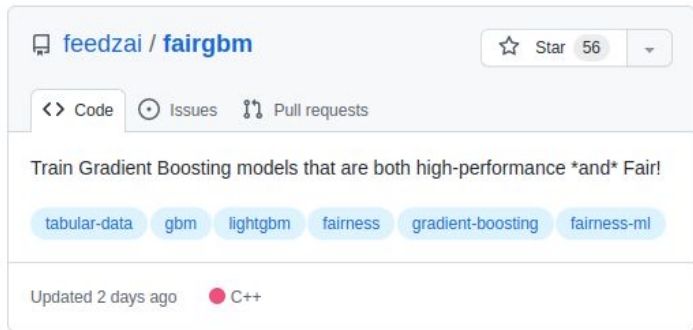 feedzai / fairgbm
Star 56
Code Issues Pull requests
Train Gradient Boosting models that are both high-performance *and* Fair!
tabular-data gbm lightgbm fairness gradient-boosting fairness-ml
Updated 2 days ago C++